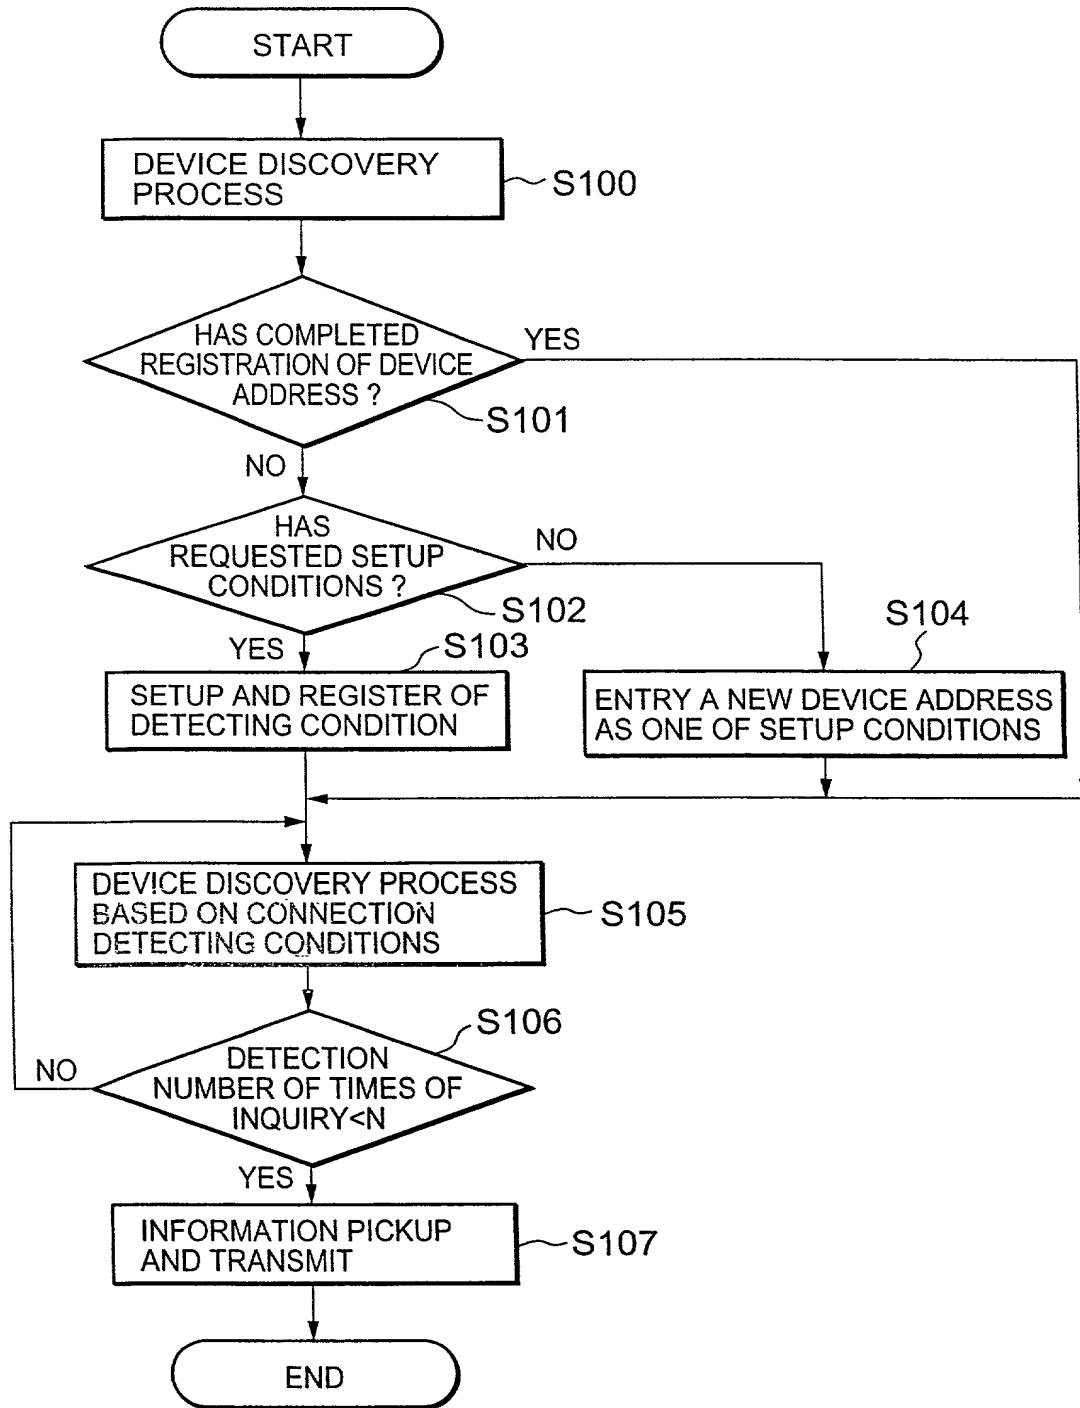 START
DEVICE DISCOVERY
PROCESS
S100
HAS COMPLETED
REGISTRATION OF DEVICE
ADDRESS ?
YES
S101
NO
HAS
REQUESTED SETUP
CONDITIONS ?
NO
S102
YES
S103
SETUP AND REGISTER OF
DETECTING CONDITION
S104
ENTRY A NEW DEVICE ADDRESS
AS ONE OF SETUP CONDITIONS
DEVICE DISCOVERY PROCESS
BASED ON CONNECTION
DETECTING CONDITIONS
S105
S106
DETECTION
NUMBER OF TIMES OF
INQUIRY<N
NO
YES
INFORMATION PICKUP
AND TRANSMIT
S107
END